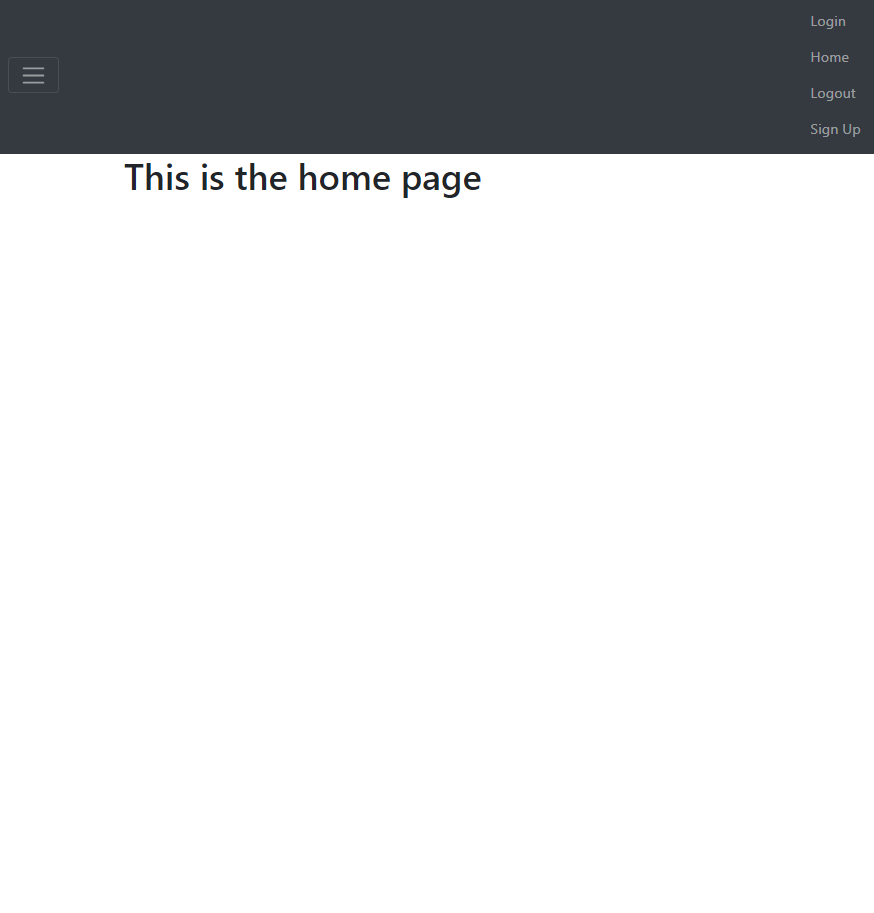 Login
Home
Logout
Sign Up
This is the home page